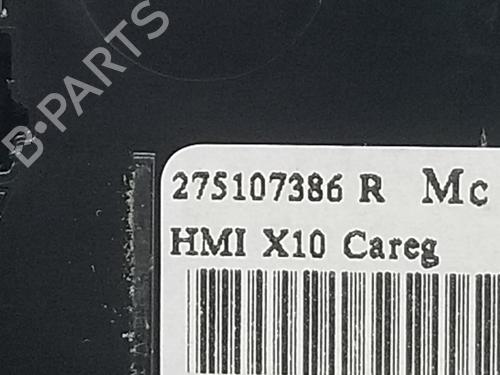 B-PARTS
275107386 R Mc
HMI X10 Careg